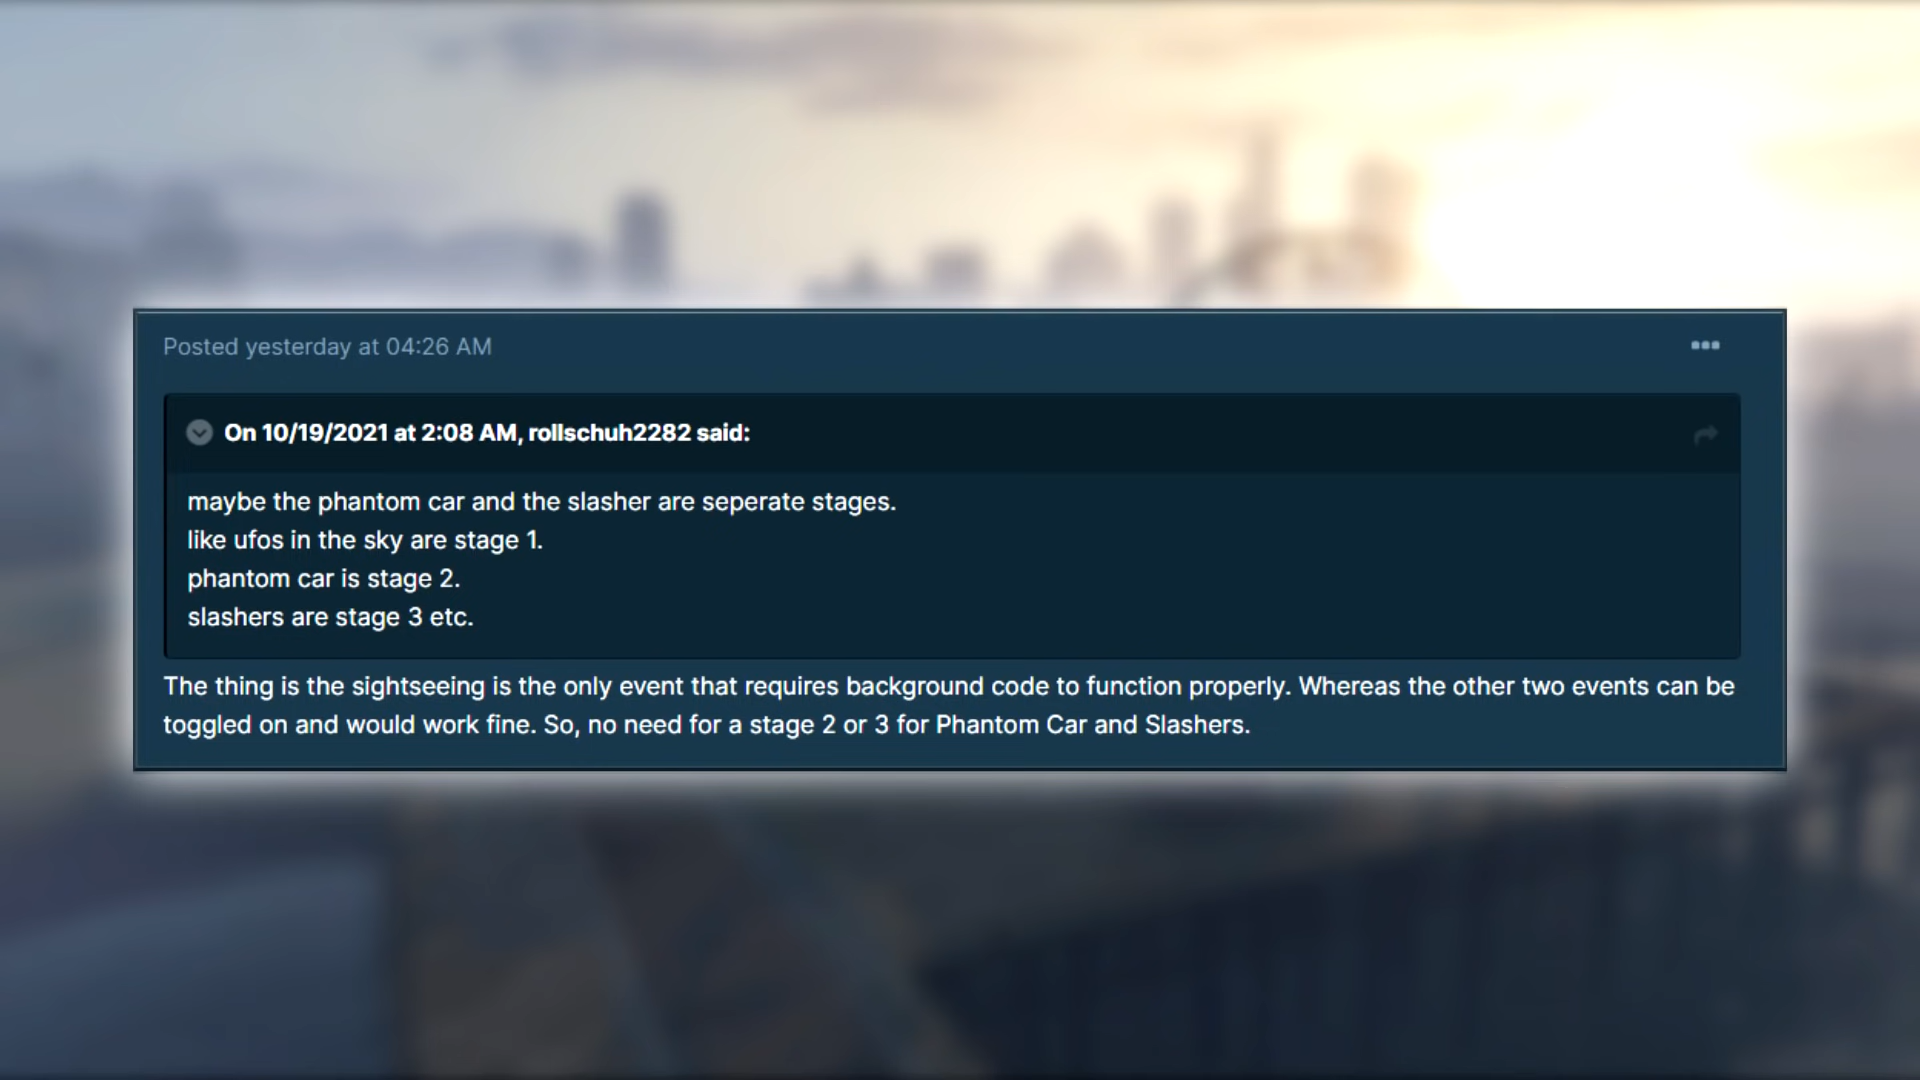 Posted yesterday at 04:26 AM
On 10/19/2021 at 2:08 AM, rollschuh2282 said:
maybe the phantom car and the slasher are seperate stages.
like ufos in the sky are stage 1.
phantom car is stage 2.
slashers are stage 3 etc.
The thing is the sightseeing is the only event that requires background code to function properly. Whereas the other two events can be
toggled on and would work fine. So, no need for a stage 2 or 3 for Phantom Car and Slashers.